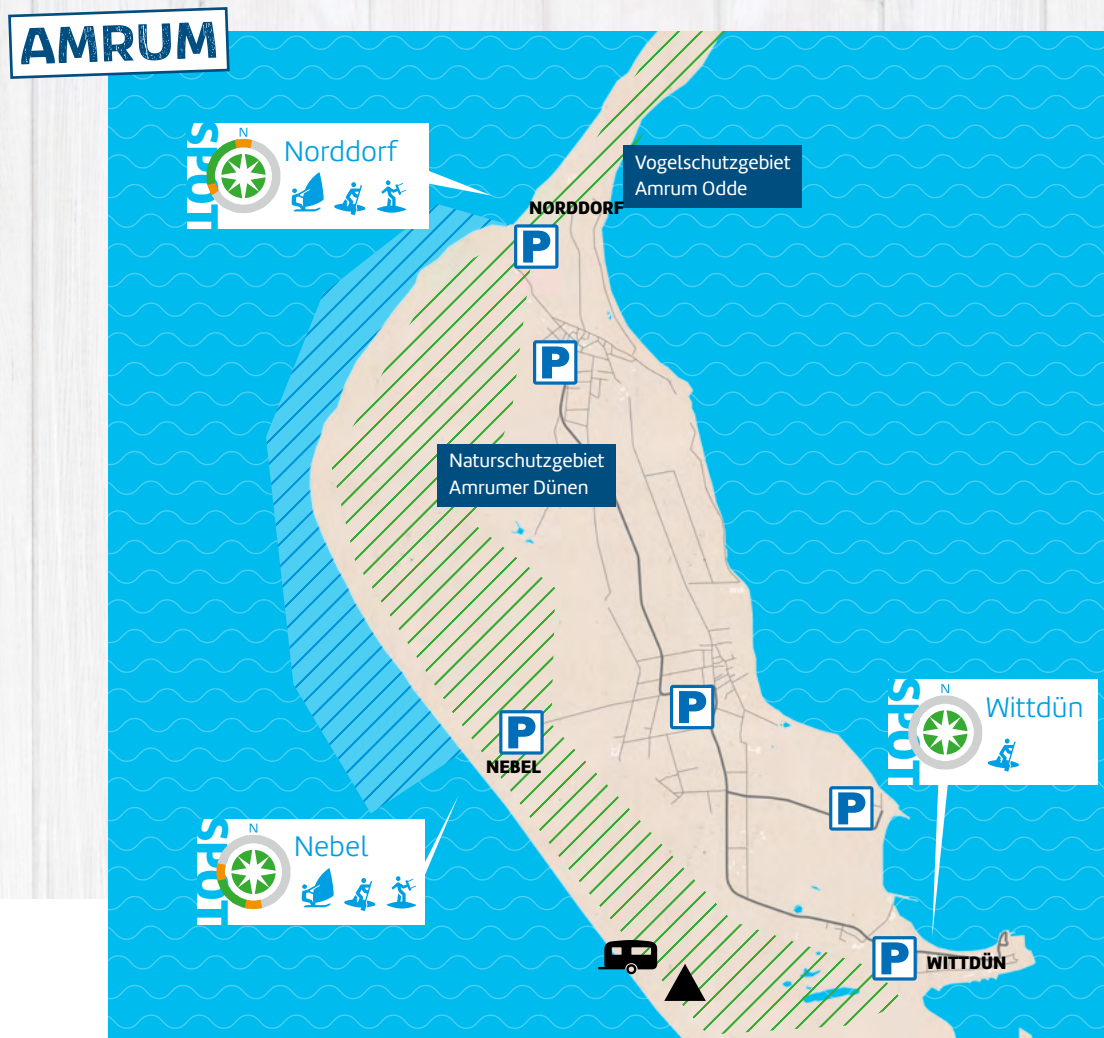 AMRUM
SPOT
N
Norddorf
Vogelschutzgebiet
Amrum Odde
NORDDORF
P
P
Naturschutzgebiet
Amrumer Dünen
P
P
NEBEL
SPOT
N
Wittdün
P
SPOT
N
Nebel
P
WITTDÜN